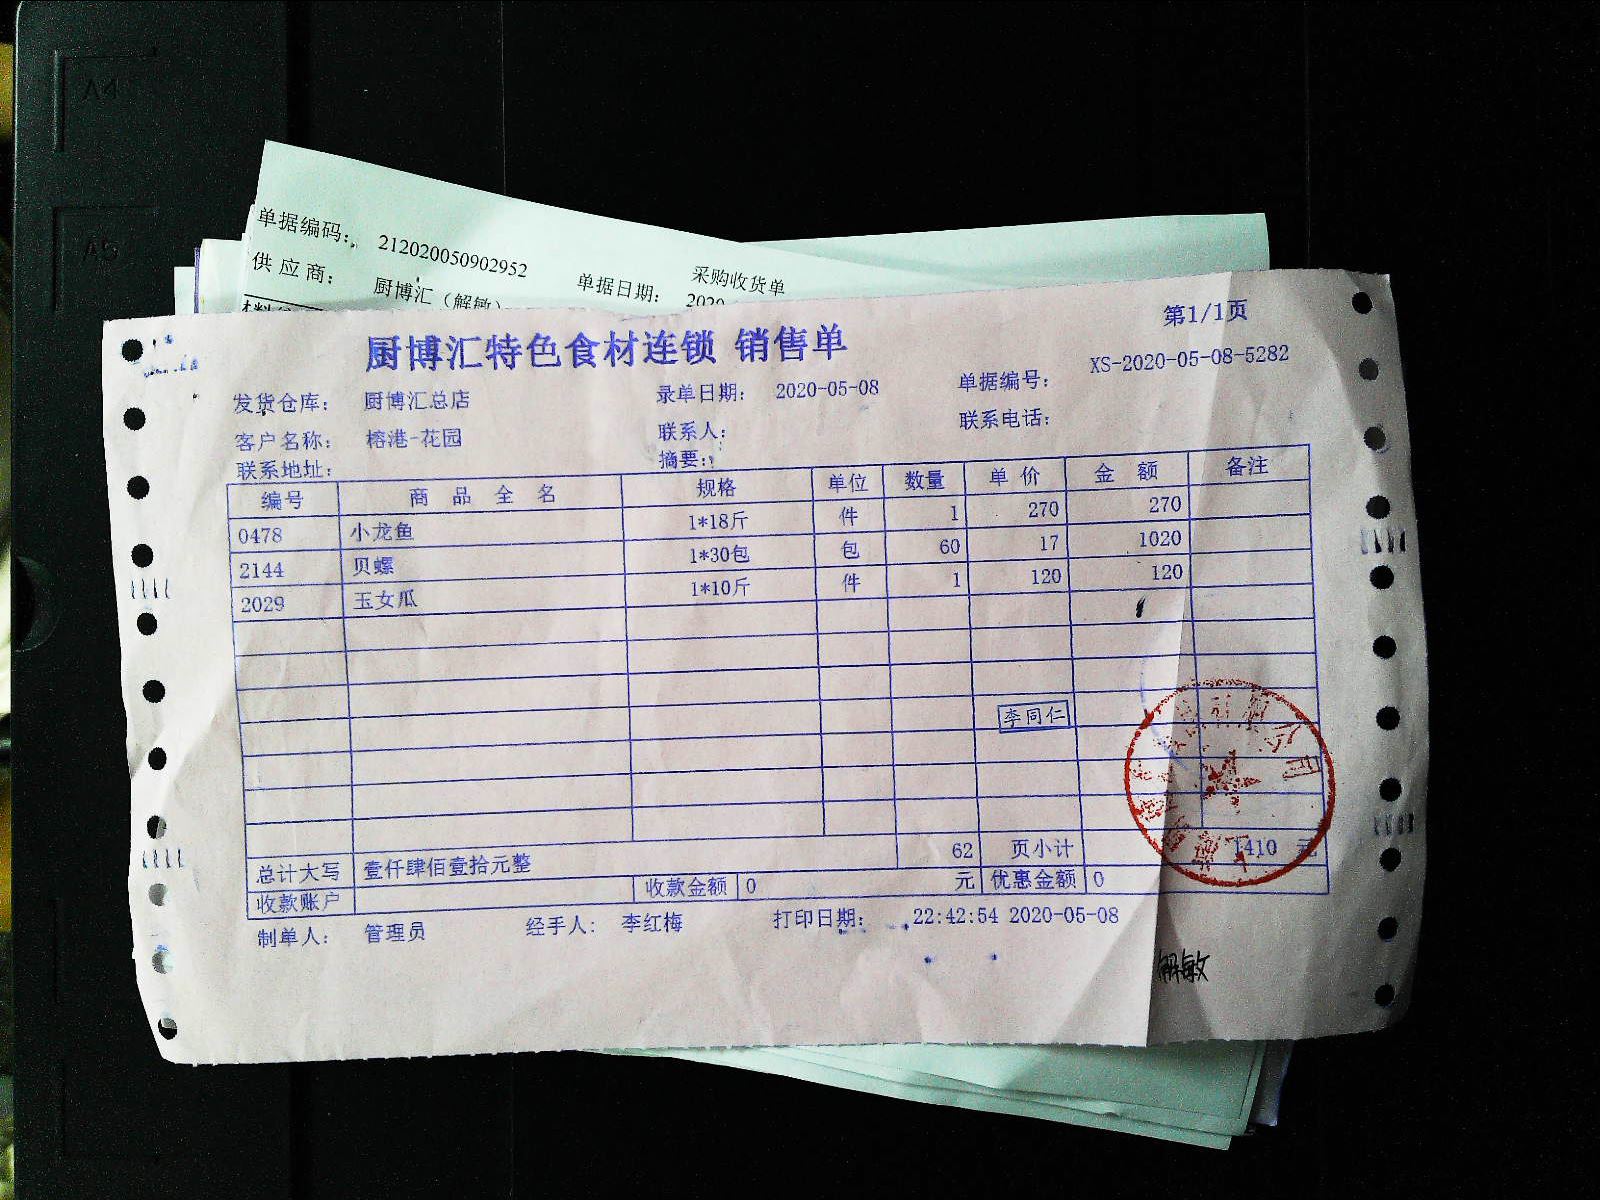 A4
A5
单据编码： 212020050902952 单据日期： 采购收货单
供应商： 厨博汇（解敏） 2020
第1/1页
厨博汇特色食材连锁 销售单
发货仓库： 厨博汇总店 录单日期： 2020-05-08 单据编号： XS-2020-05-08-5282
客户名称： 榕港-花园 联系人： 联系电话：
联系地址： 摘要：
编号 商品全名 规格 单位 数量 单价 金额 备注
0478 小龙鱼 1*18斤 件 1 270 270
2144 贝螺 1*30包 包 60 17 1020
2029 玉女瓜 1*10斤 件 1 120 120
李同仁
总计大写 壹仟肆佰壹拾元整 62 页小计 1410 元
收款账户 收款金额 0 元 优惠金额 0
制单人： 管理员 经手人： 李红梅 打印日期： 22:42:54 2020-05-08
解敏